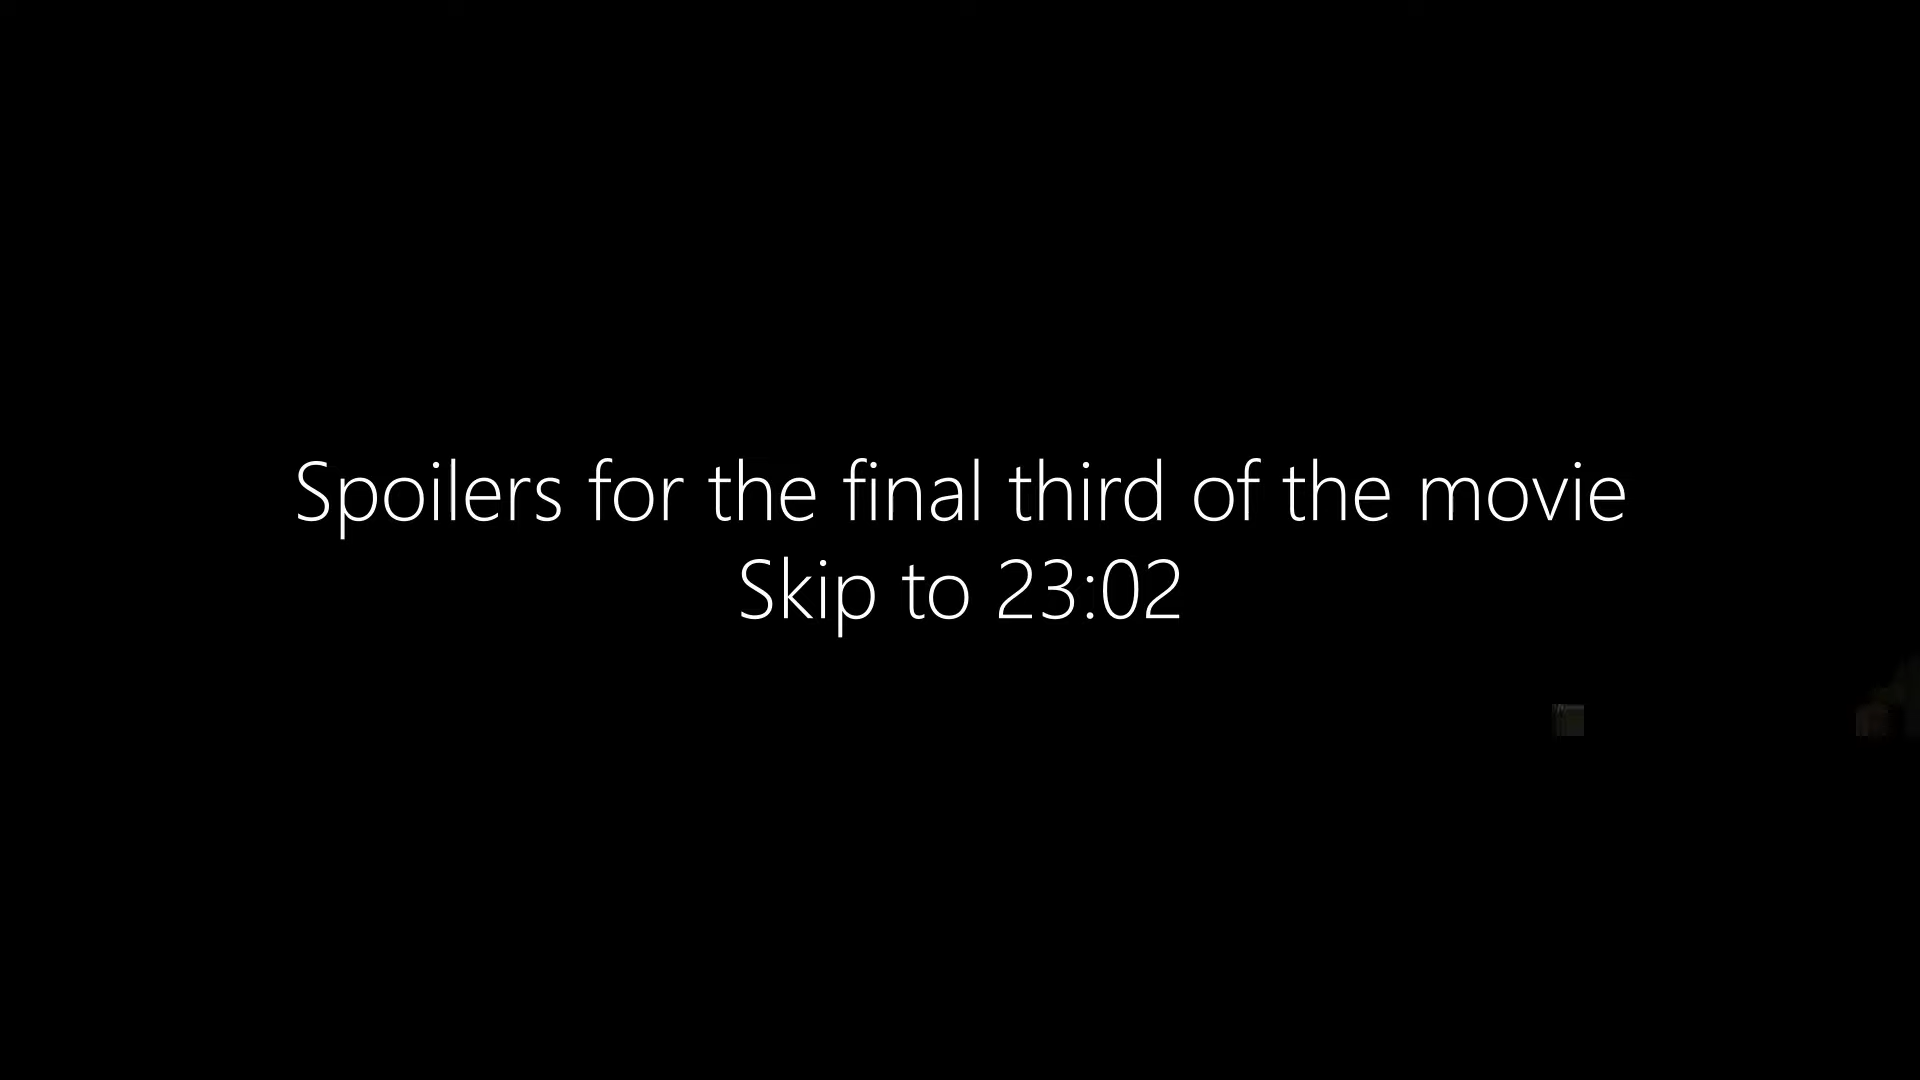 Spoilers for the final third of the movie
Skip to 23:02